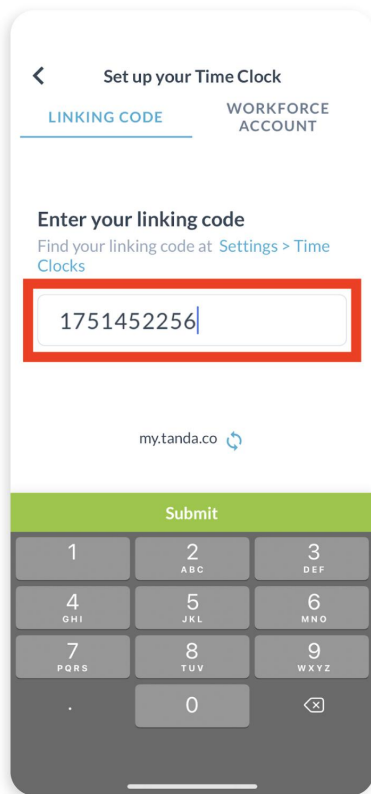 Set up your Time Clock
LINKING CODE
WORKFORCE
ACCOUNT
Enter your linking code
Find your linking code at Settings > Time
Clocks
1751452256
my.tanda.co
Submit
1
2
ABC
3
DEF
4
GHI
5
JKL
6
MNO
7
PQRS
8
TUV
9
WXYZ
.
0